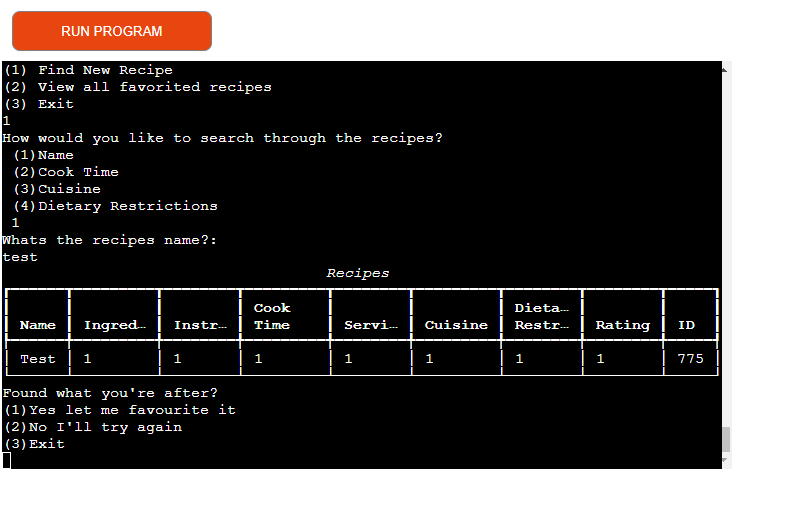 RUN PROGRAM
(1) Find New Recipe
(2) View all favorited recipes
(3) Exit
1
How would you like to search through the recipes?
(1)Name
(2)Cook Time
(3)Cuisine
(4)Dietary Restrictions
1
Whats the recipes name?:
test
Recipes
Cook Dieta…
Name Ingred… Instr… Time Servi… Cuisine Restr… Rating ID
Test 1 1 1 1 1 1 1 775
Found what you're after?
(1)Yes let me favourite it
(2)No I'll try again
(3)Exit